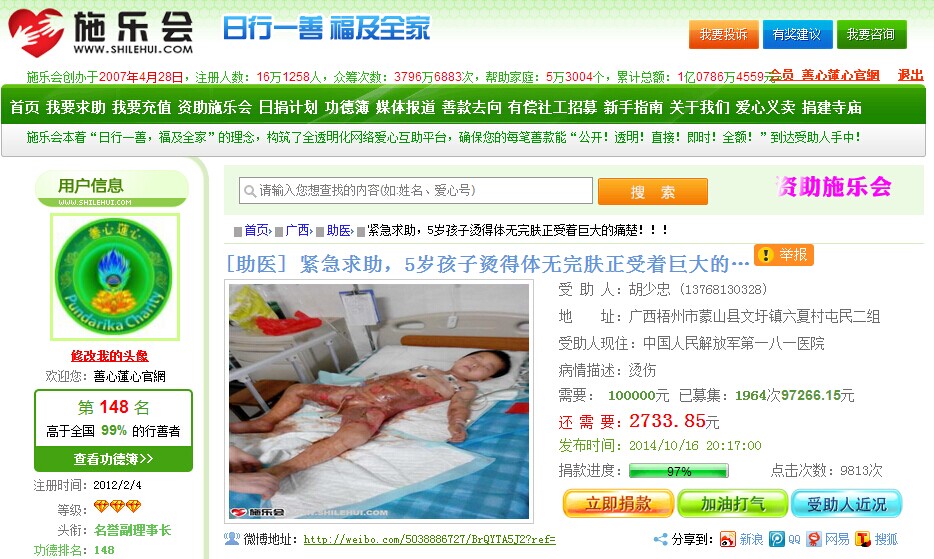 施乐会
WWW.SHILEHUI.COM
日行一善 福及全家
我要投诉
有奖建议
我要咨询
施乐会创办于2007年4月28日，注册人数：16万1258人，众筹次数：3796万6883次，帮助家庭：5万3004个，累计总额：1亿0786万4559元
会员 善心蓮心官網 退出
首页 我要求助 我要充值 资助施乐会 日捐计划 功德簿 媒体报道 善款去向 有偿社工招募 新手指南 关于我们 爱心义卖 捐建寺庙
施乐会本着“日行一善，福及全家”的理念，构筑了全透明化网络爱心互助平台，确保您的每笔善款能“公开！透明！直接！即时！全额！”到达受助人手中！
用户信息
WWW.SHILEHUI.COM
善心蓮心
Pundarika Charity
修改我的头像
欢迎您：善心蓮心官網
第 148 名
高于全国 99% 的行善者
查看功德簿>>
注册时间：2012/2/4
等级：
头衔：名誉副理事长
功德排名：148
请输入您想查找的内容(如:姓名、爱心号)
搜 索
资助施乐会
首页› 广西› 助医› 紧急求助，5岁孩子烫得体无完肤正受着巨大的痛楚！！！
[助医] 紧急求助，5岁孩子烫得体无完肤正受着巨大的…
举报
施乐会 WWW.SHILEHUI.COM
受 助 人：胡少忠（13768130328）
地 址：广西梧州市蒙山县文圩镇六夏村屯民二组
受助人现住：中国人民解放军第一八一医院
病情描述：烫伤
需要： 100000元 已募集：1964次97266.15元
还 需 要：2733.85元
发布时间：2014/10/16 20:17:00
捐款进度： 97% 点击次数：9813次
立即捐款
加油打气
受助人近况
微博地址：http://weibo.com/5038886727/BrQYTA5J2?ref=
分享到： 新浪 QQ 网易 搜狐